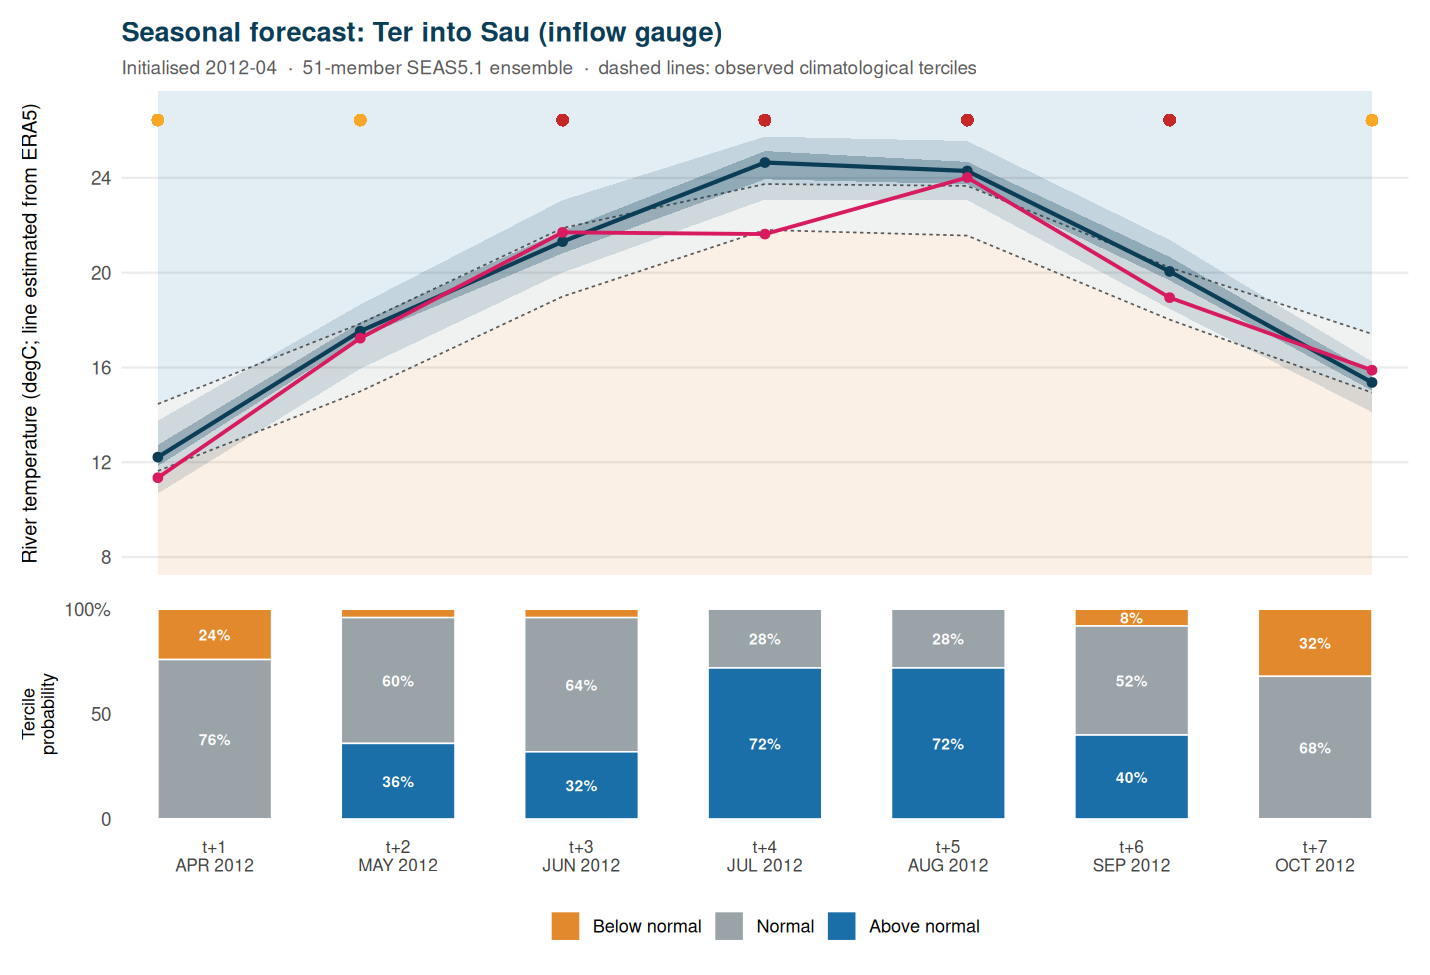 Seasonal forecast: Ter into Sau (inflow gauge)
Initialised 2012-04 · 51-member SEAS5.1 ensemble · dashed lines: observed climatological terciles
River temperature (degC; line estimated from ERA5)
24
20
16
12
8
Tercile
probability
100%
50
0
24%
76%
60%
36%
64%
32%
28%
72%
28%
72%
8%
52%
40%
32%
68%
t+1
APR 2012
t+2
MAY 2012
t+3
JUN 2012
t+4
JUL 2012
t+5
AUG 2012
t+6
SEP 2012
t+7
OCT 2012
Below normal
Normal
Above normal